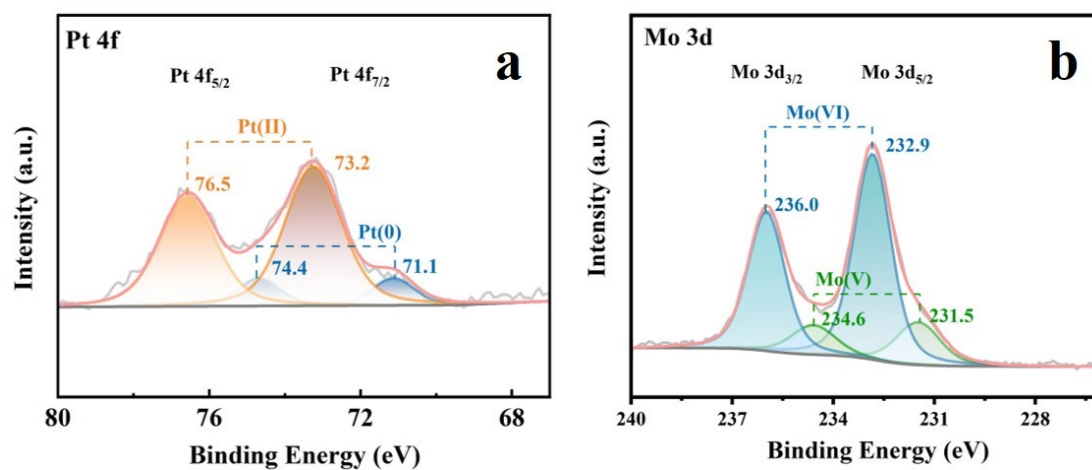 Pt 4f
a
Pt 4f5/2
Pt 4f7/2
Pt(II)
76.5
73.2
Pt(0)
74.4
71.1
Intensity (a.u.)
80
76
72
68
Binding Energy (eV)
Mo 3d
b
Mo 3d3/2
Mo 3d5/2
Mo(VI)
232.9
236.0
Mo(V)
234.6
231.5
Intensity (a.u.)
240
236
234
231
228
Binding Energy (eV)